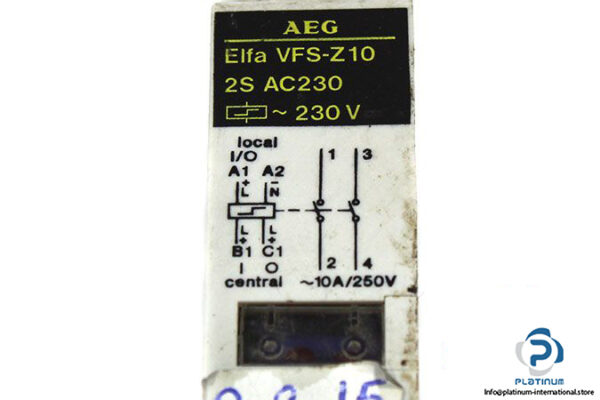 AEG
Elfa VFS-Z10
2S AC230
~ 230 V
local
I/O
A1 A2
+ −
L N
1 3
L L
+ +
B1 C1
I O
central
2 4
~10A/250V
PLATINUM
https://platinum-international.store